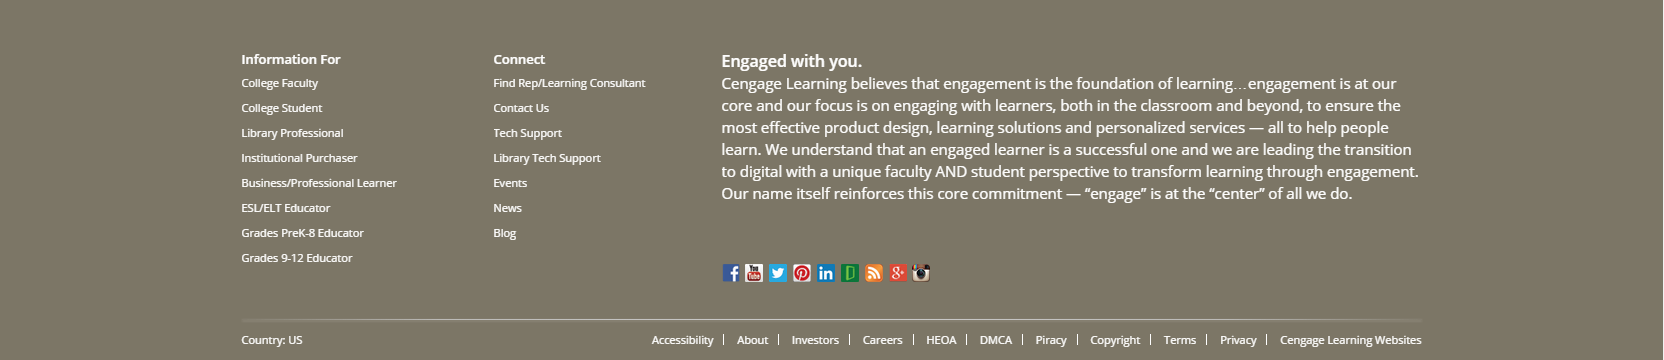 Information For
College Faculty
College Student
Library Professional
Institutional Purchaser
Business/Professional Learner
ESL/ELT Educator
Grades PreK-8 Educator
Grades 9-12 Educator
Connect
Find Rep/Learning Consultant
Contact Us
Tech Support
Library Tech Support
Events
News
Blog
Engaged with you.
Cengage Learning believes that engagement is the foundation of learning…engagement is at our
core and our focus is on engaging with learners, both in the classroom and beyond, to ensure the
most effective product design, learning solutions and personalized services — all to help people
learn. We understand that an engaged learner is a successful one and we are leading the transition
to digital with a unique faculty AND student perspective to transform learning through engagement.
Our name itself reinforces this core commitment — “engage” is at the “center” of all we do.
f You Tube in g+
Country: US
Accessibility | About | Investors | Careers | HEOA | DMCA | Piracy | Copyright | Terms | Privacy | Cengage Learning Websites